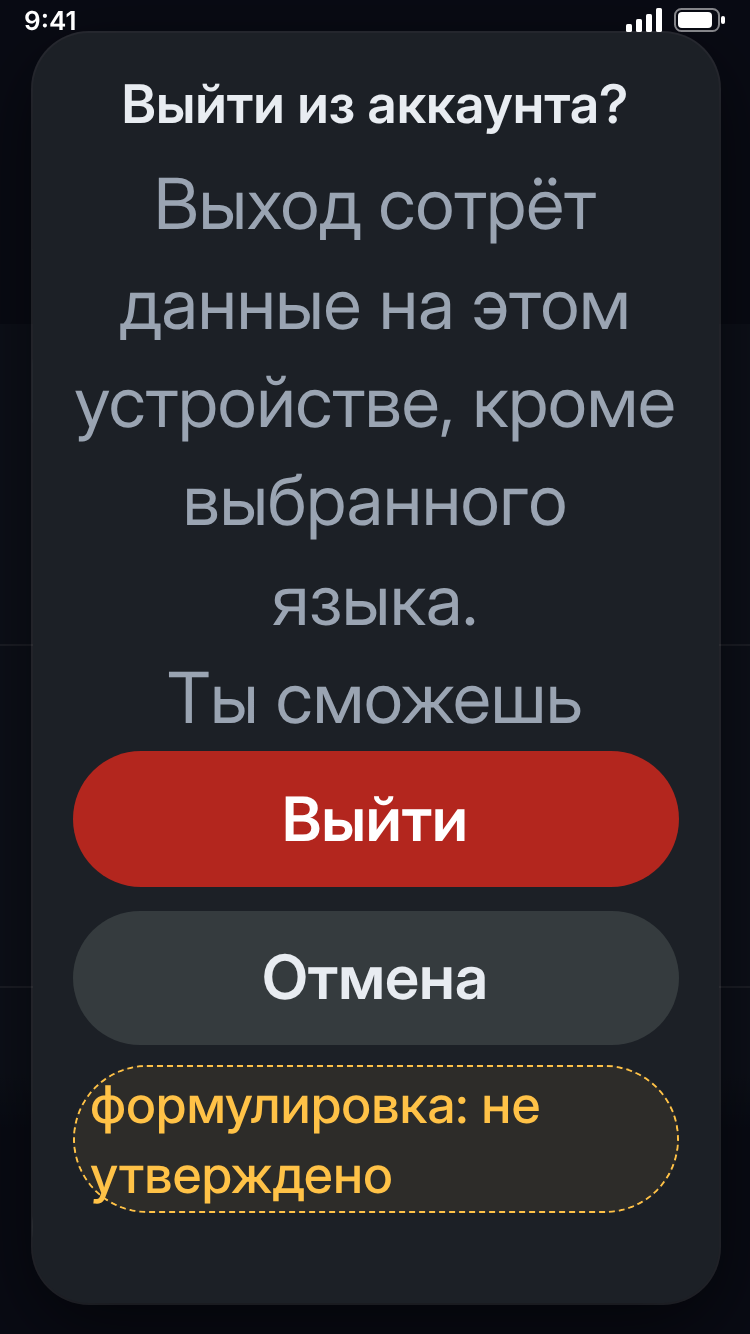 9:41
Выйти из аккаунта?
Выход сотрёт
данные на этом
устройстве, кроме
выбранного
языка.
Ты сможешь
Выйти
Отмена
формулировка: не
утверждено